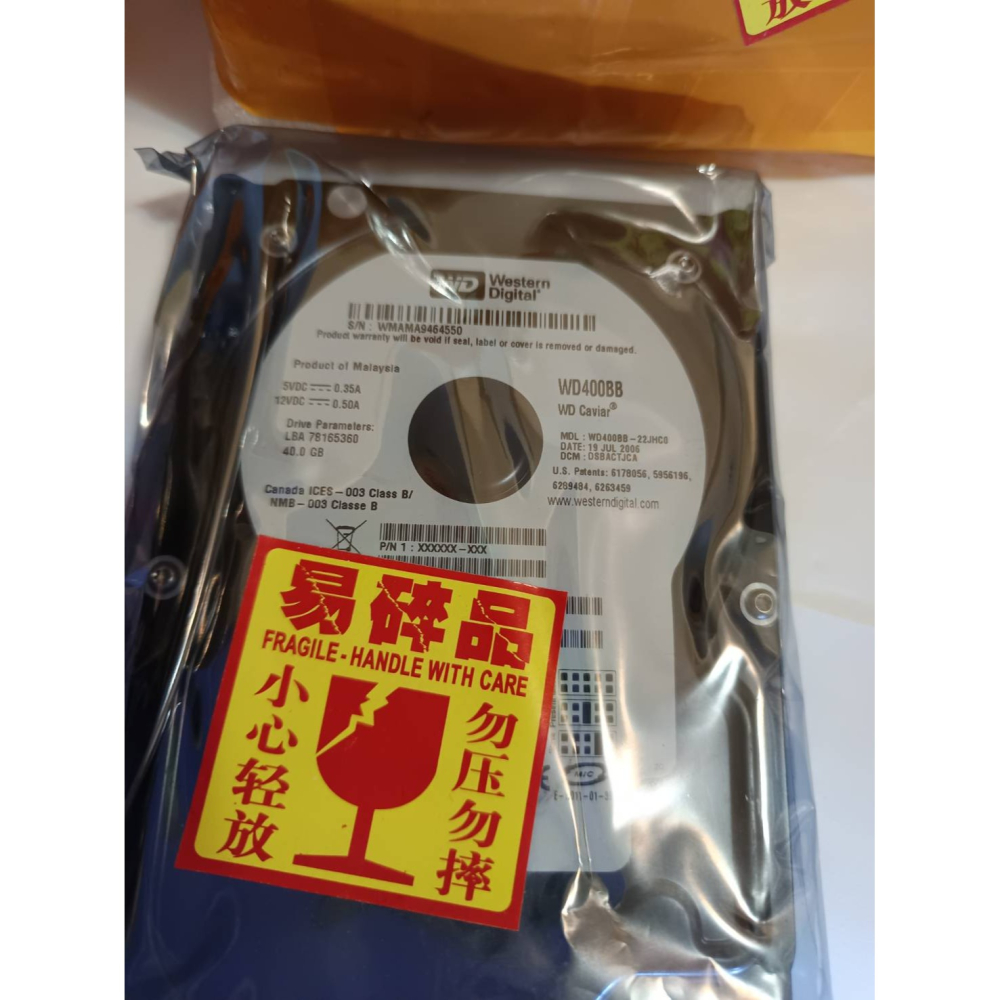 WD Western
Digital
S/N : WMAMA9464550
Product warranty will be void if seal, label or cover is removed or damaged.
Product of Malaysia
5VDC 0.35A
12VDC 0.50A
Drive Parameters:
LBA 78165360
40.0 GB
WD400BB
WD Caviar®
MDL : WD400BB-22JHC0
DATE: 19 JUL 2006
DCM : DSBACTJCA
U.S. Patents: 6178056, 5956196,
6289484, 6263459
www.westerndigital.com
Canada ICES-003 Class B/
NMB-003 Classe B
P/N 1 : XXXXXX-XXX
易碎品
FRAGILE - HANDLE WITH CARE
小心轻放
勿压勿摔
MIC